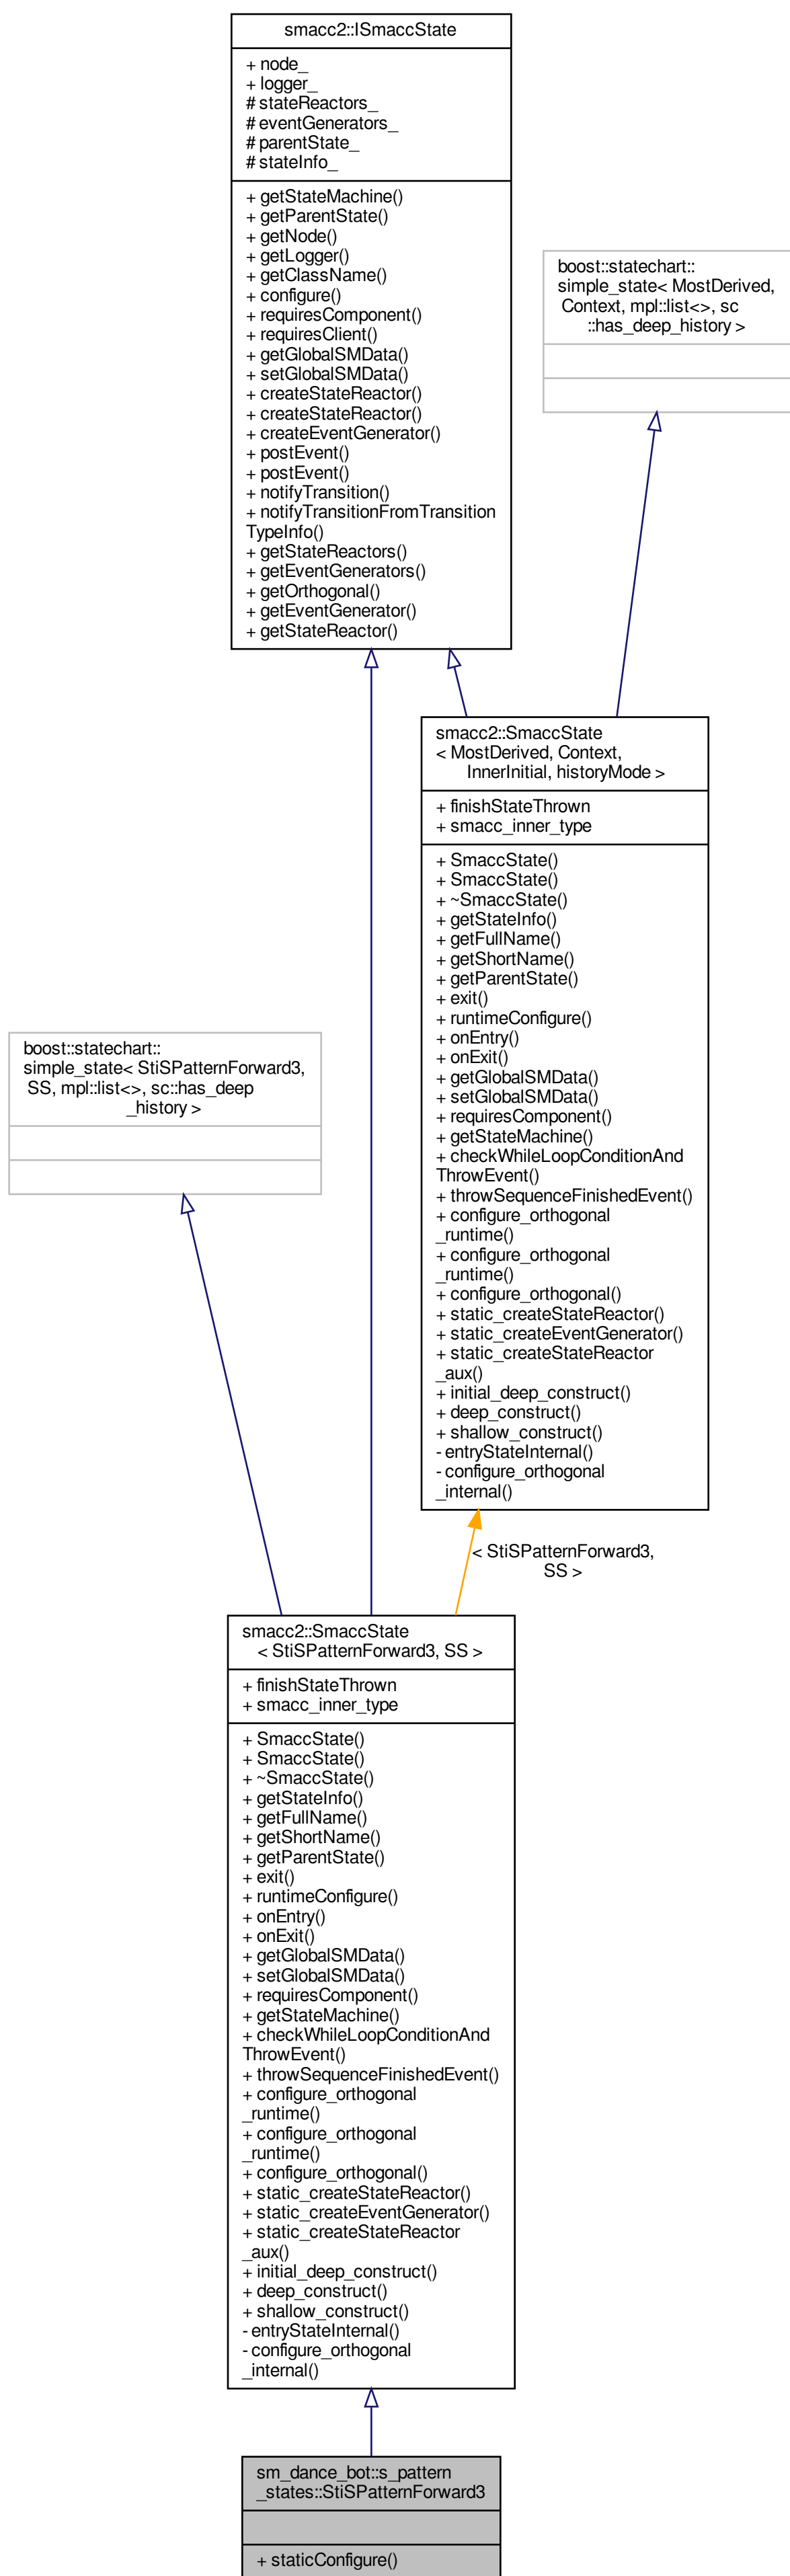 smacc2::ISmaccState
+ node_
+ logger_
# stateReactors_
# eventGenerators_
# parentState_
# stateInfo_
+ getStateMachine()
+ getParentState()
+ getNode()
+ getLogger()
+ getClassName()
+ configure()
+ requiresComponent()
+ requiresClient()
+ getGlobalSMData()
+ setGlobalSMData()
+ createStateReactor()
+ createStateReactor()
+ createEventGenerator()
+ postEvent()
+ postEvent()
+ notifyTransition()
+ notifyTransitionFromTransition
TypeInfo()
+ getStateReactors()
+ getEventGenerators()
+ getOrthogonal()
+ getEventGenerator()
+ getStateReactor()
boost::statechart::
simple_state< MostDerived,
Context, mpl::list<>, sc
::has_deep_history >
smacc2::SmaccState
< MostDerived, Context,
InnerInitial, historyMode >
+ finishStateThrown
+ smacc_inner_type
+ SmaccState()
+ SmaccState()
+ ~SmaccState()
+ getStateInfo()
+ getFullName()
+ getShortName()
+ getParentState()
+ exit()
+ runtimeConfigure()
+ onEntry()
+ onExit()
+ getGlobalSMData()
+ setGlobalSMData()
+ requiresComponent()
+ getStateMachine()
+ checkWhileLoopConditionAnd
ThrowEvent()
+ throwSequenceFinishedEvent()
+ configure_orthogonal
_runtime()
+ configure_orthogonal
_runtime()
+ configure_orthogonal()
+ static_createStateReactor()
+ static_createEventGenerator()
+ static_createStateReactor
_aux()
+ initial_deep_construct()
+ deep_construct()
+ shallow_construct()
- entryStateInternal()
- configure_orthogonal
_internal()
boost::statechart::
simple_state< StiSPatternForward3,
SS, mpl::list<>, sc::has_deep
_history >
< StiSPatternForward3,
SS >
smacc2::SmaccState
< StiSPatternForward3, SS >
+ finishStateThrown
+ smacc_inner_type
+ SmaccState()
+ SmaccState()
+ ~SmaccState()
+ getStateInfo()
+ getFullName()
+ getShortName()
+ getParentState()
+ exit()
+ runtimeConfigure()
+ onEntry()
+ onExit()
+ getGlobalSMData()
+ setGlobalSMData()
+ requiresComponent()
+ getStateMachine()
+ checkWhileLoopConditionAnd
ThrowEvent()
+ throwSequenceFinishedEvent()
+ configure_orthogonal
_runtime()
+ configure_orthogonal
_runtime()
+ configure_orthogonal()
+ static_createStateReactor()
+ static_createEventGenerator()
+ static_createStateReactor
_aux()
+ initial_deep_construct()
+ deep_construct()
+ shallow_construct()
- entryStateInternal()
- configure_orthogonal
_internal()
sm_dance_bot::s_pattern
_states::StiSPatternForward3
+ staticConfigure()